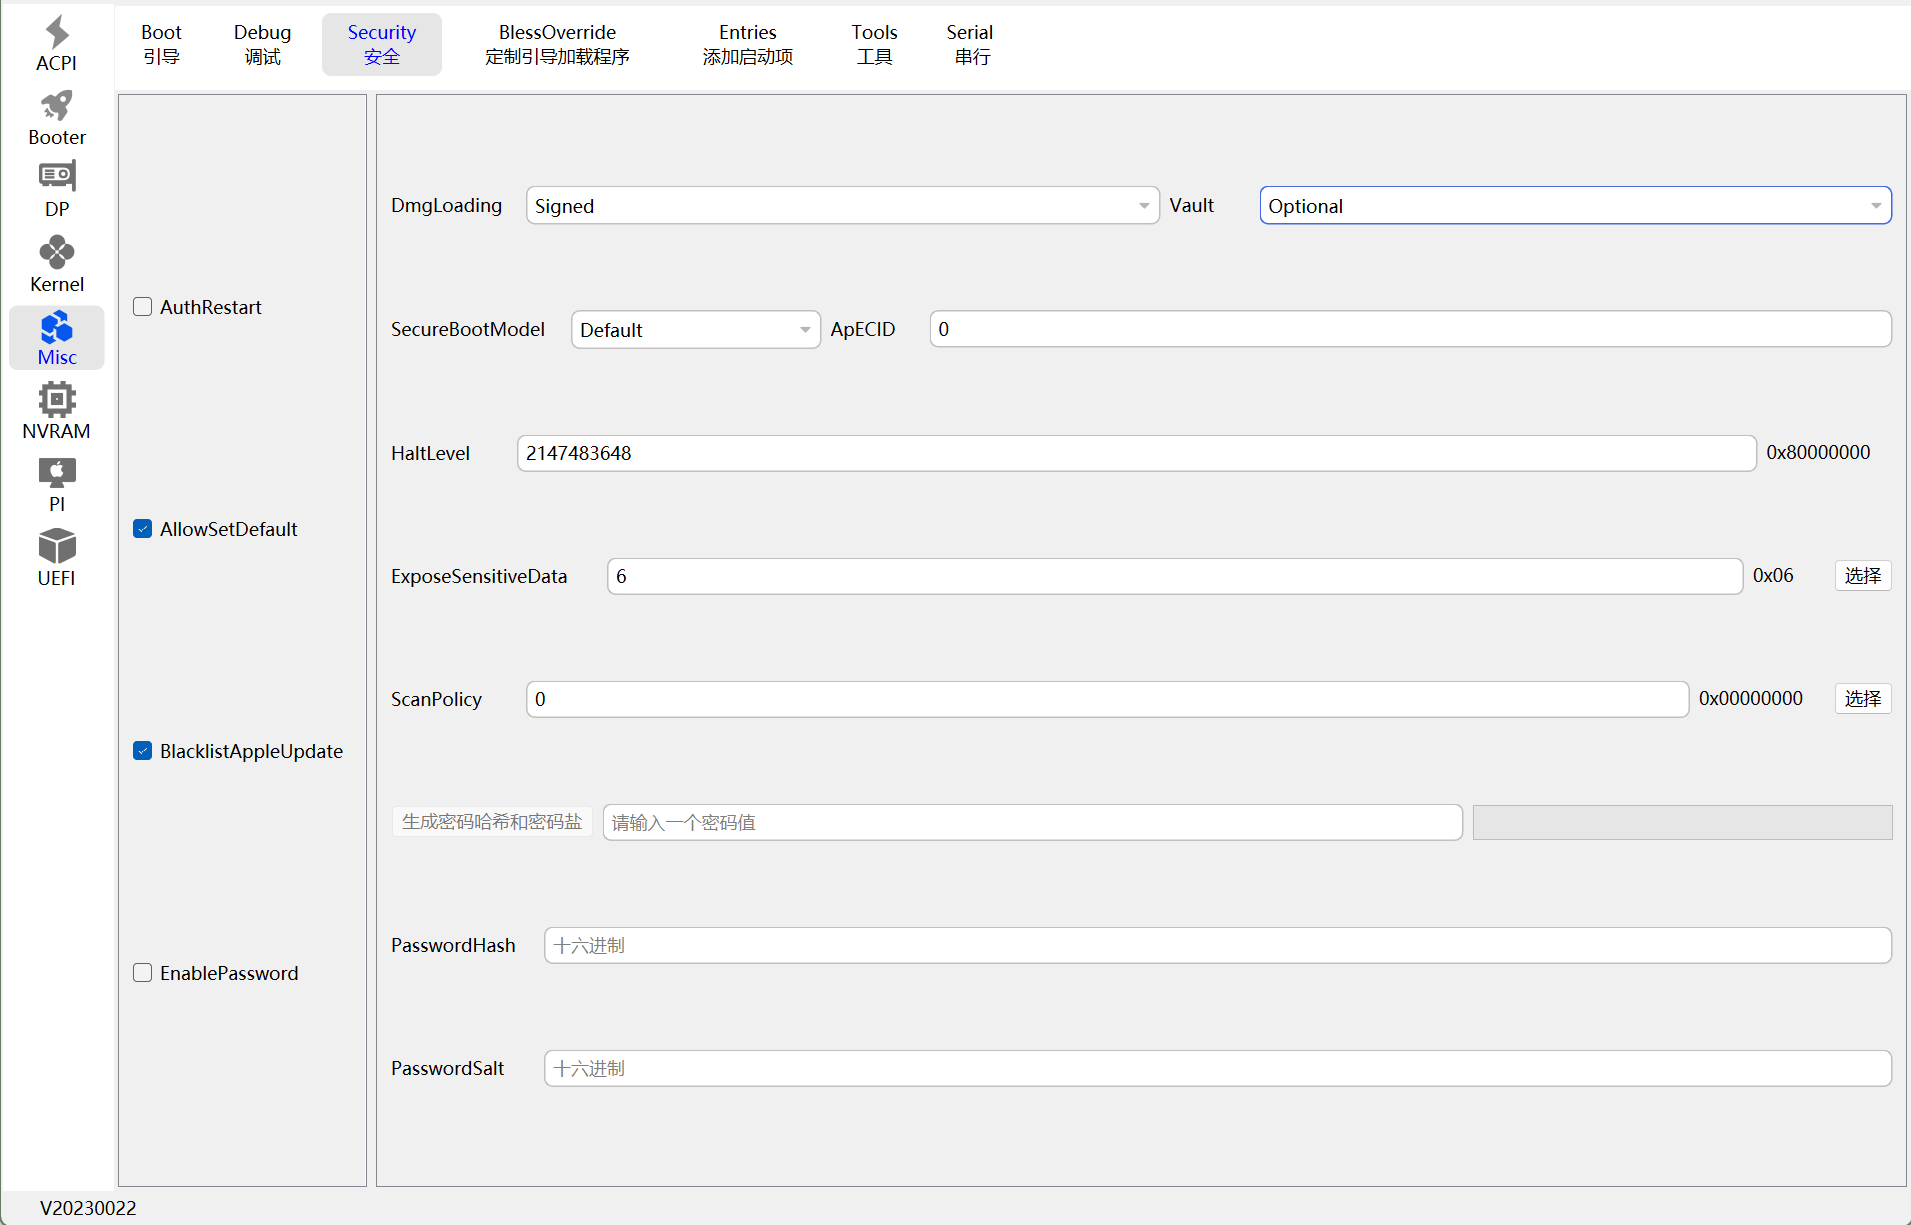 ACPI
Booter
DP
Kernel
Misc
NVRAM
PI
UEFI
Boot
引导
Debug
调试
Security
安全
BlessOverride
定制引导加载程序
Entries
添加启动项
Tools
工具
Serial
串行
AuthRestart
AllowSetDefault
BlacklistAppleUpdate
EnablePassword
DmgLoading Signed Vault Optional
SecureBootModel Default ApECID 0
HaltLevel 2147483648 0x80000000
ExposeSensitiveData 6 0x06 选择
ScanPolicy 0 0x00000000 选择
生成密码哈希和密码盐 请输入一个密码值
PasswordHash 十六进制
PasswordSalt 十六进制
V20230022